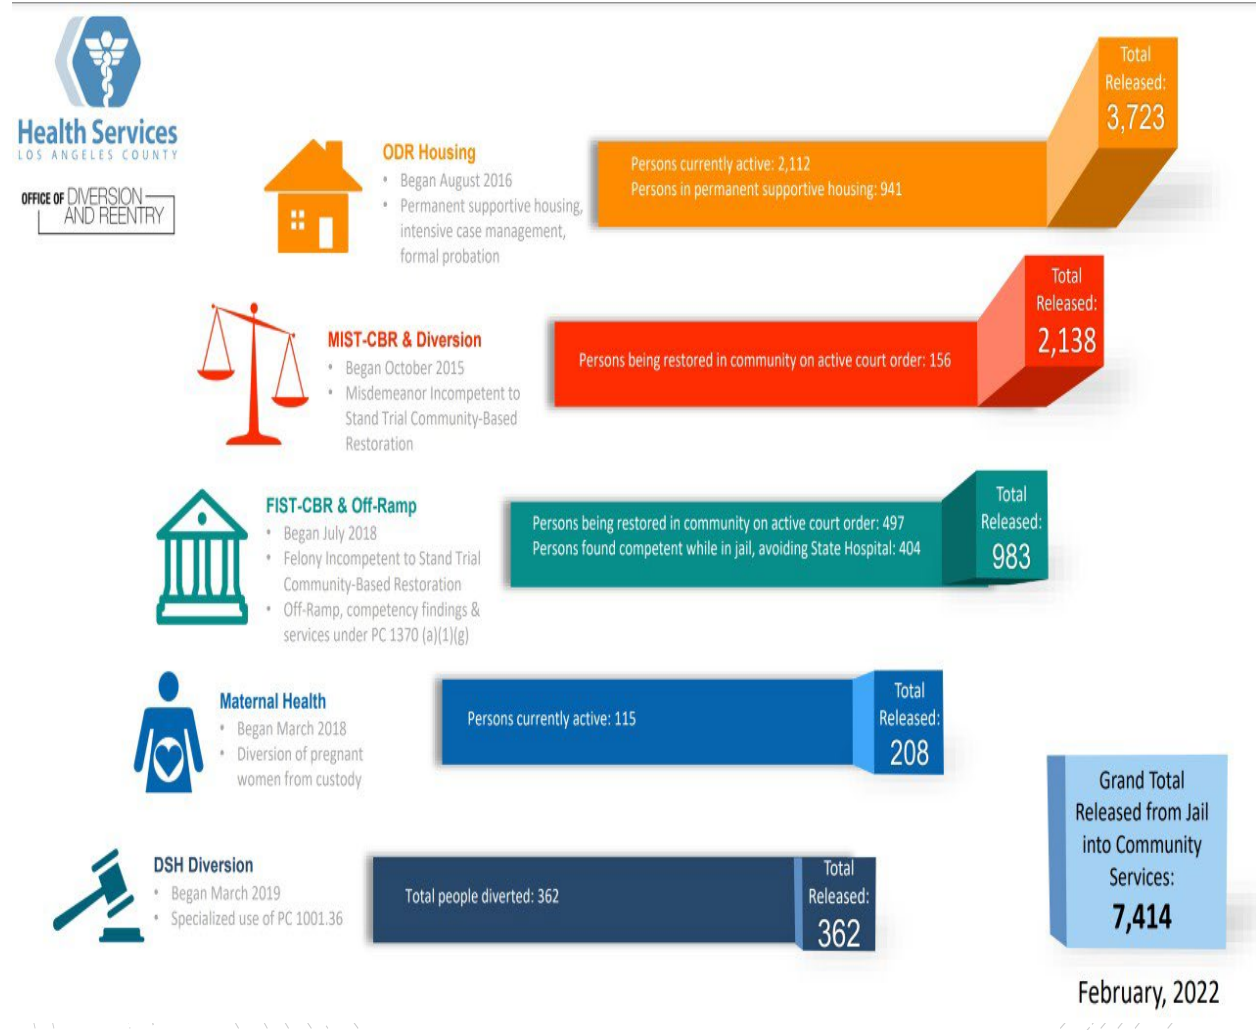 Health Services
LOS ANGELES COUNTY
OFFICE OF DIVERSION
AND REENTRY
ODR Housing
• Began August 2016
• Permanent supportive housing,
intensive case management,
formal probation
Persons currently active: 2,112
Persons in permanent supportive housing: 941
Total
Released:
3,723
MIST-CBR & Diversion
• Began October 2015
• Misdemeanor Incompetent to
Stand Trial Community-Based
Restoration
Persons being restored in community on active court order: 156
Total
Released:
2,138
FIST-CBR & Off-Ramp
• Began July 2018
• Felony Incompetent to Stand Trial
Community-Based Restoration
• Off-Ramp, competency findings &
services under PC 1370 (a)(1)(g)
Persons being restored in community on active court order: 497
Persons found competent while in jail, avoiding State Hospital: 404
Total
Released:
983
Maternal Health
• Began March 2018
• Diversion of pregnant
women from custody
Persons currently active: 115
Total
Released:
208
DSH Diversion
• Began March 2019
• Specialized use of PC 1001.36
Total people diverted: 362
Total
Released:
362
Grand Total
Released from Jail
into Community
Services:
7,414
February, 2022